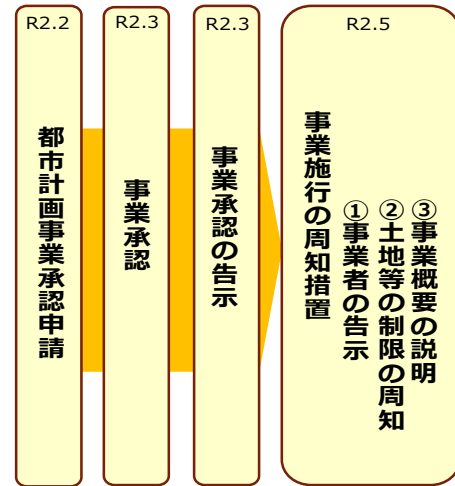 R2.2
都市計画事業承認申請
R2.3
事業承認
R2.3
事業承認の告示
R2.5
事業施行の周知措置
①事業者の告示
②土地等の制限の周知
③事業概要の説明